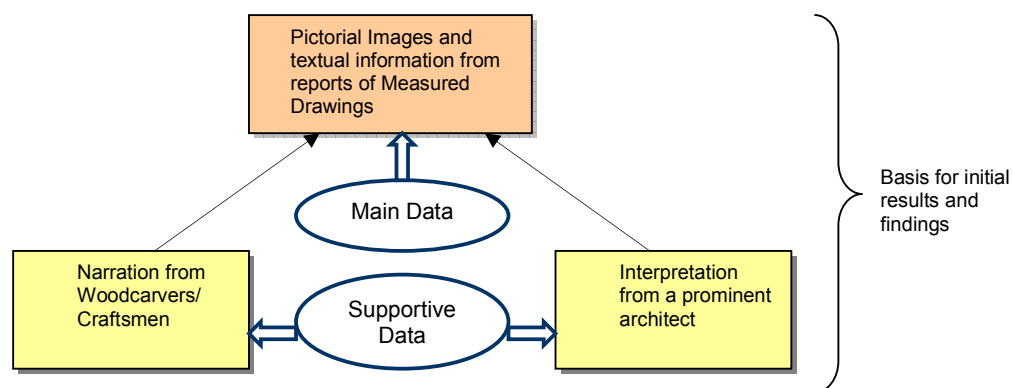 Pictorial Images and
textual information from
reports of Measured
Drawings
Main Data
Basis for initial
results and
findings
Narration from
Woodcarvers/
Craftsmen
Supportive
Data
Interpretation
from a prominent
architect